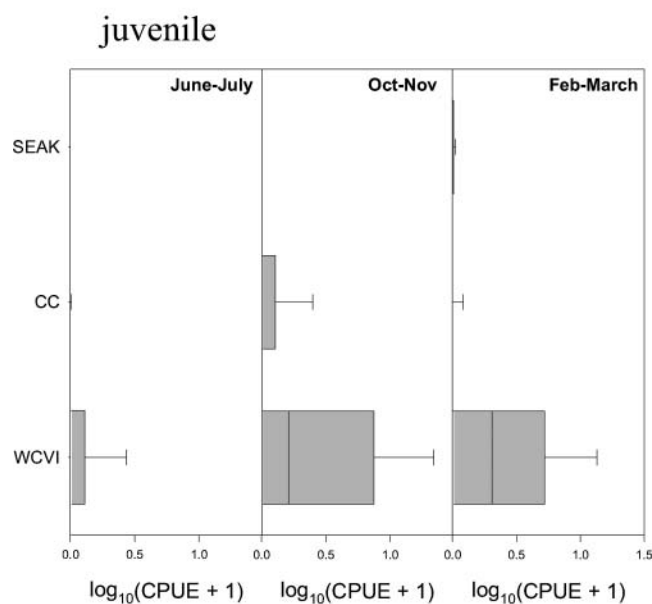 juvenile
June-July Oct-Nov Feb-March
SEAK
CC
WCVI
0.0 0.5 1.0 0.0 0.5 1.0 0.0 0.5 1.0 1.5
log₁₀(CPUE + 1) log₁₀(CPUE + 1) log₁₀(CPUE + 1)